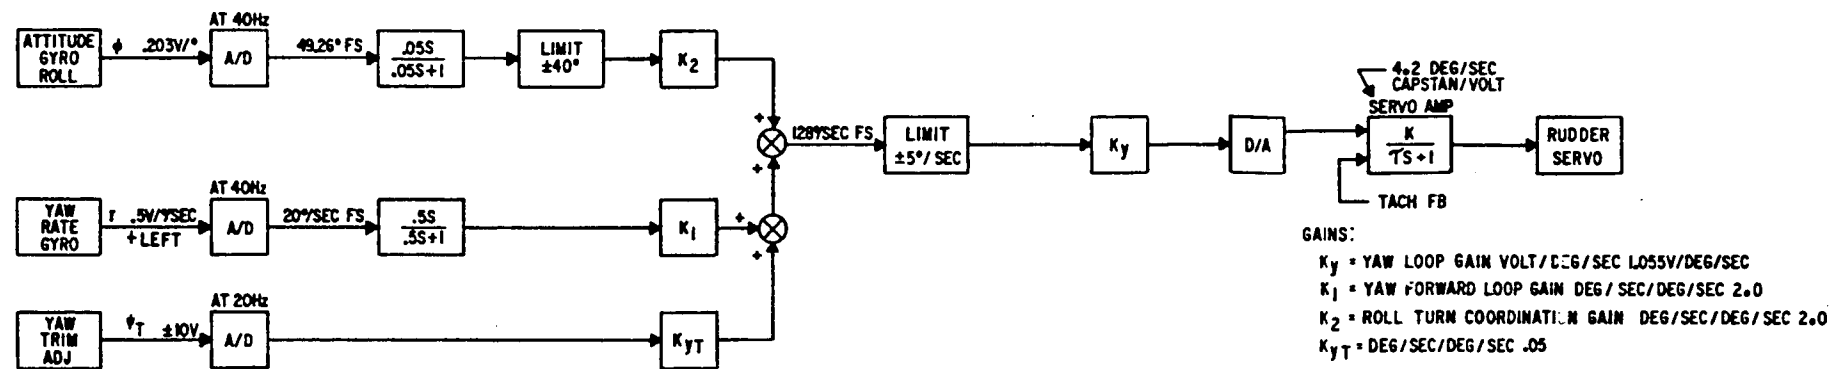 AT 40Hz
ATTITUDE
GYRO
ROLL
ϕ .203V/°
A/D
49.26° FS
.05S
.05S+1
LIMIT
±40°
K2
+
+
128°/SEC FS
LIMIT
±5°/SEC
Ky
D/A
4.2 DEG/SEC
CAPSTAN/VOLT
SERVO AMP
K
τS+1
RUDDER
SERVO
TACH FB
AT 40Hz
YAW
RATE
GYRO
r .5V/°/SEC
+LEFT
A/D
20°/SEC FS
.5S
.5S+1
K1
+
+
AT 20Hz
YAW
TRIM
ADJ
ψT ±10V
A/D
KyT
GAINS:
Ky = YAW LOOP GAIN VOLT/DEG/SEC 1.055V/DEG/SEC
K1 = YAW FORWARD LOOP GAIN DEG/SEC/DEG/SEC 2.0
K2 = ROLL TURN COORDINATION GAIN DEG/SEC/DEG/SEC 2.0
KyT = DEG/SEC/DEG/SEC .05